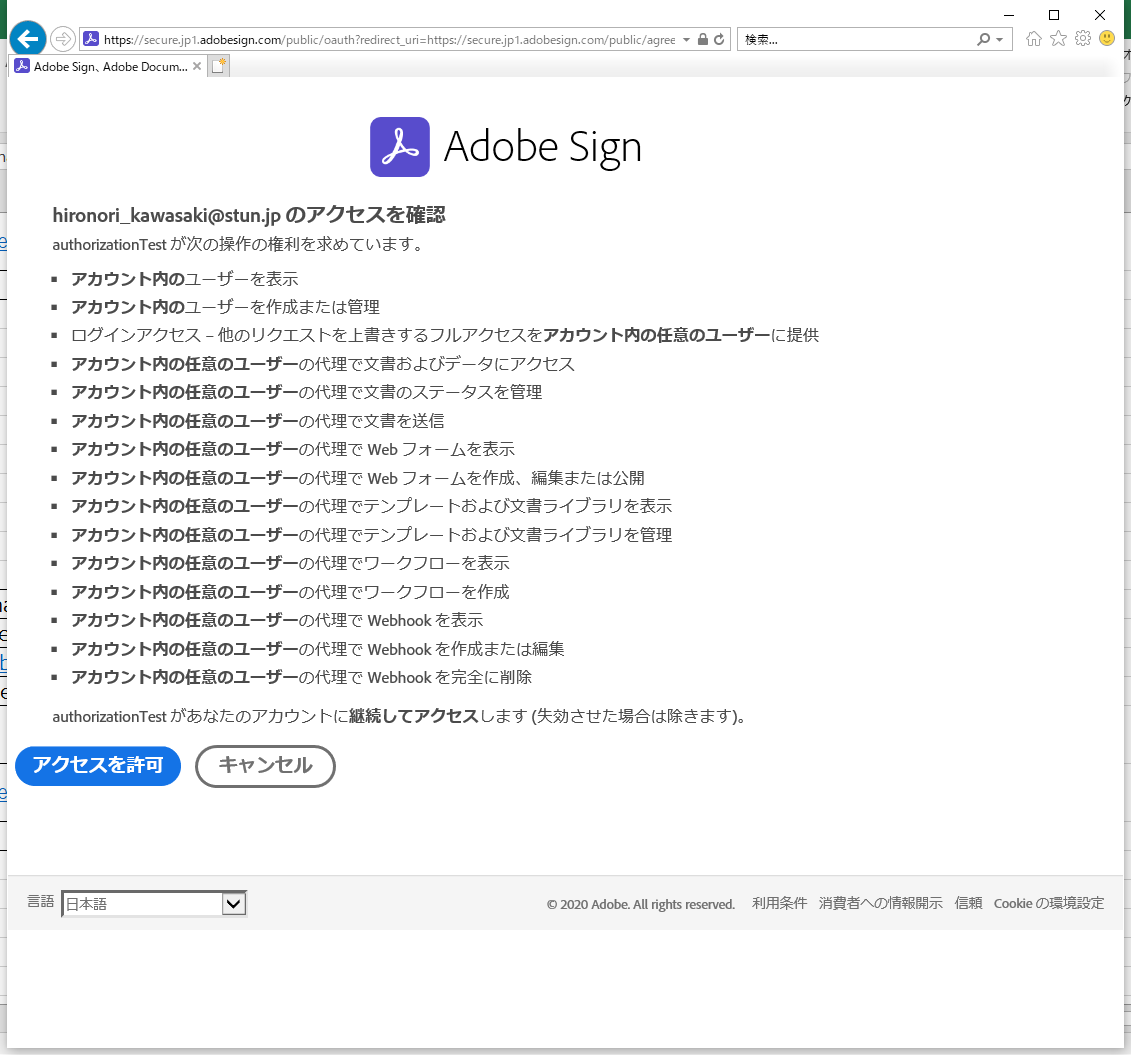 https://secure.jp1.adobesign.com/public/oauth?redirect_uri=https://secure.jp1.adobesign.com/public/agree
検索...
Adobe Sign、Adobe Docum...
Adobe Sign
hironori_kawasaki@stun.jp のアクセスを確認
authorizationTest が次の操作の権利を求めています。
▪ アカウント内のユーザーを表示
▪ アカウント内のユーザーを作成または管理
▪ ログインアクセス – 他のリクエストを上書きするフルアクセスをアカウント内の任意のユーザーに提供
▪ アカウント内の任意のユーザーの代理で文書およびデータにアクセス
▪ アカウント内の任意のユーザーの代理で文書のステータスを管理
▪ アカウント内の任意のユーザーの代理で文書を送信
▪ アカウント内の任意のユーザーの代理で Web フォームを表示
▪ アカウント内の任意のユーザーの代理で Web フォームを作成、編集または公開
▪ アカウント内の任意のユーザーの代理でテンプレートおよび文書ライブラリを表示
▪ アカウント内の任意のユーザーの代理でテンプレートおよび文書ライブラリを管理
▪ アカウント内の任意のユーザーの代理でワークフローを表示
▪ アカウント内の任意のユーザーの代理でワークフローを作成
▪ アカウント内の任意のユーザーの代理で Webhook を表示
▪ アカウント内の任意のユーザーの代理で Webhook を作成または編集
▪ アカウント内の任意のユーザーの代理で Webhook を完全に削除
authorizationTest があなたのアカウントに継続してアクセスします (失効させた場合は除きます)。
アクセスを許可 キャンセル
言語 日本語 © 2020 Adobe. All rights reserved. 利用条件 消費者への情報開示 信頼 Cookie の環境設定